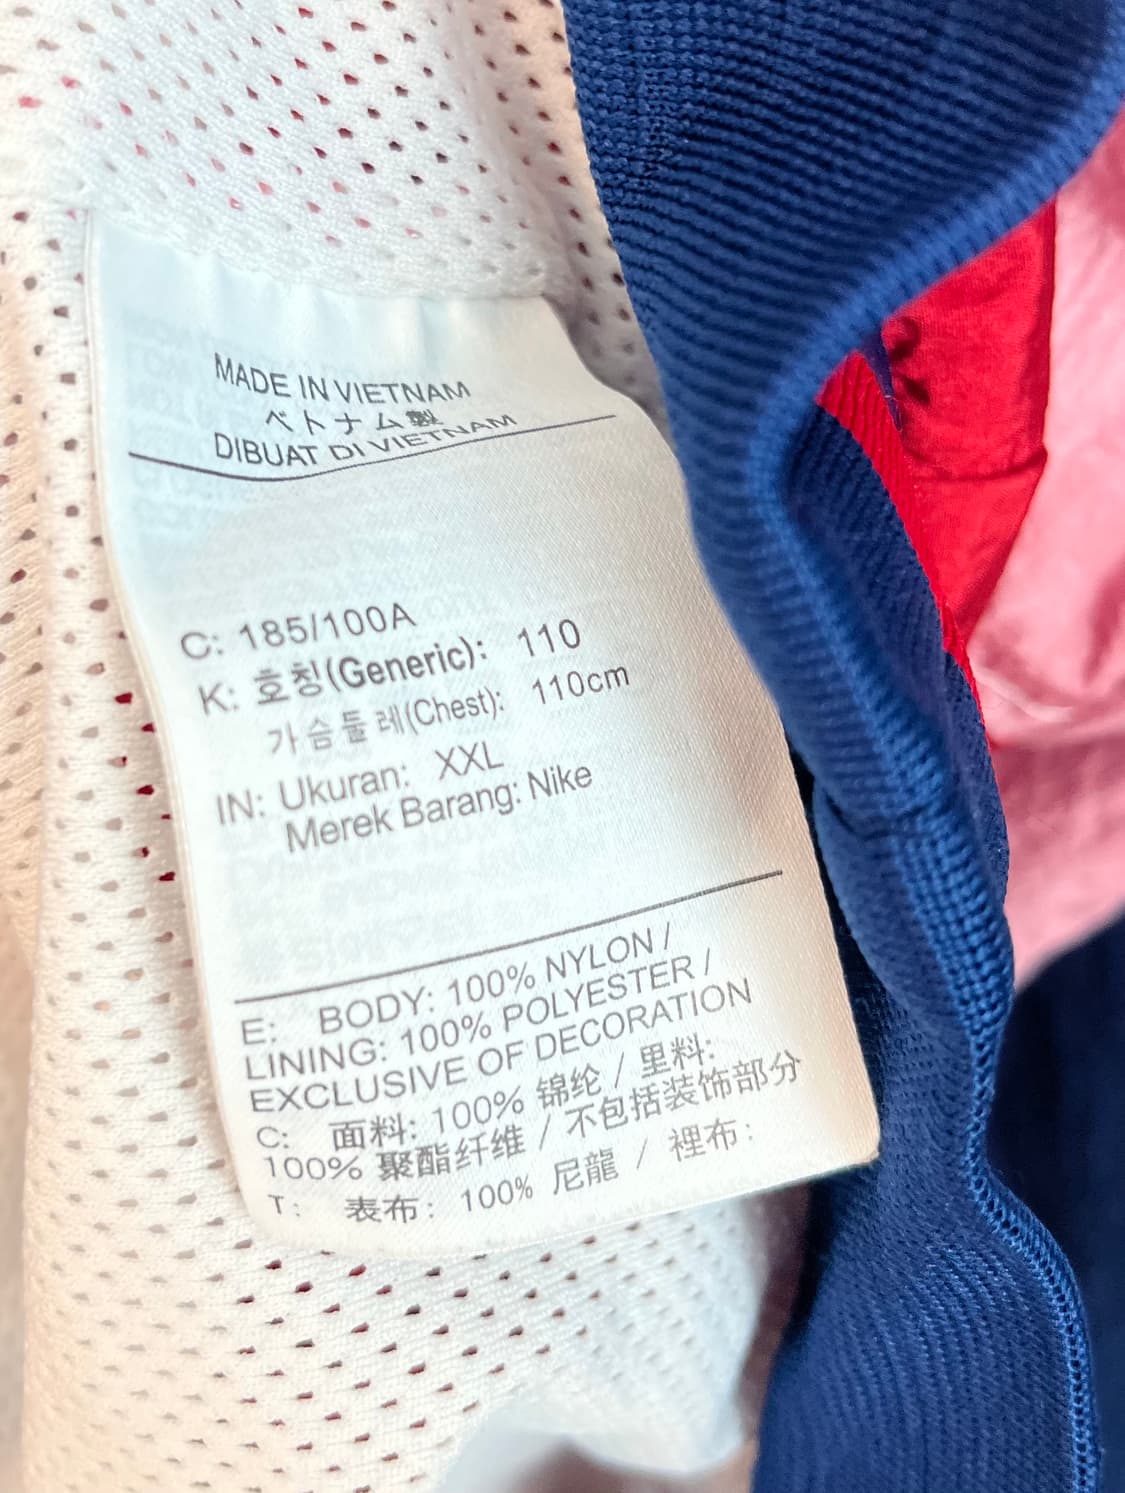 MADE IN VIETNAM
ベトナム製
DIBUAT DI VIETNAM
C: 185/100A
K: 호칭(Generic): 110
가슴둘레(Chest): 110cm
IN: Ukuran: XXL
Merek Barang: Nike
E: BODY: 100% NYLON /
LINING: 100% POLYESTER /
EXCLUSIVE OF DECORATION
C: 面料: 100% 锦纶 / 里料:
100% 聚酯纤维 / 不包括装饰部分
T: 表布: 100% 尼龍 / 裡布: